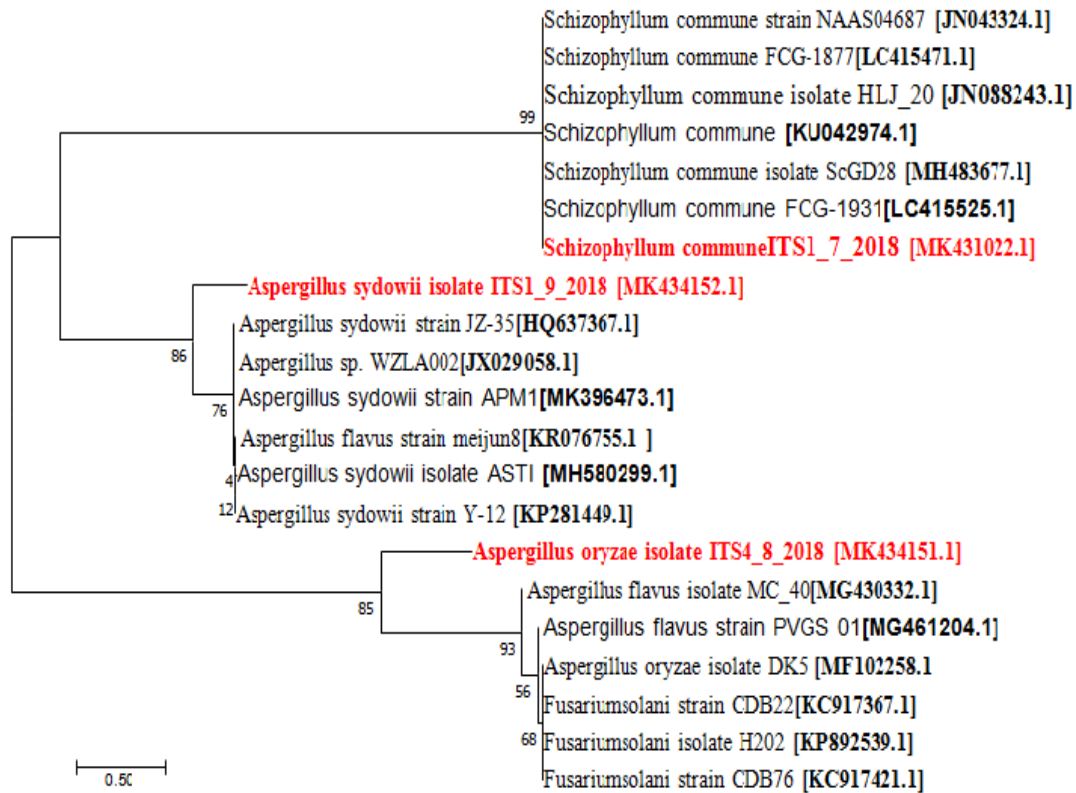 Schizophyllum commune strain NAAS04687 [JN043324.1]
Schizophyllum commune FCG-1877[LC415471.1]
Schizophyllum commune isolate HLJ_20 [JN088243.1]
99
Schizophyllum commune [KU042974.1]
Schizophyllum commune isolate ScGD28 [MH483677.1]
Schizophyllum commune FCG-1931[LC415525.1]
Schizophyllum communeITS1_7_2018 [MK431022.1]
Aspergillus sydowii isolate ITS1_9_2018 [MK434152.1]
Aspergillus sydowii strain JZ-35[HQ637367.1]
86
Aspergillus sp. WZLA002[JX029058.1]
Aspergillus sydowii strain APM1[MK396473.1]
76
Aspergillus flavus strain meijun8[KR076755.1 ]
4
Aspergillus sydowii isolate ASTI [MH580299.1]
12
Aspergillus sydowii strain Y-12 [KP281449.1]
Aspergillus oryzae isolate ITS4_8_2018 [MK434151.1]
85
Aspergillus flavus isolate MC_40[MG430332.1]
Aspergillus flavus strain PVGS 01[MG461204.1]
93
Aspergillus oryzae isolate DK5 [MF102258.1
56
Fusariumsolani strain CDB22[KC917367.1]
68
Fusariumsolani isolate H202 [KP892539.1]
Fusariumsolani strain CDB76 [KC917421.1]
0.50